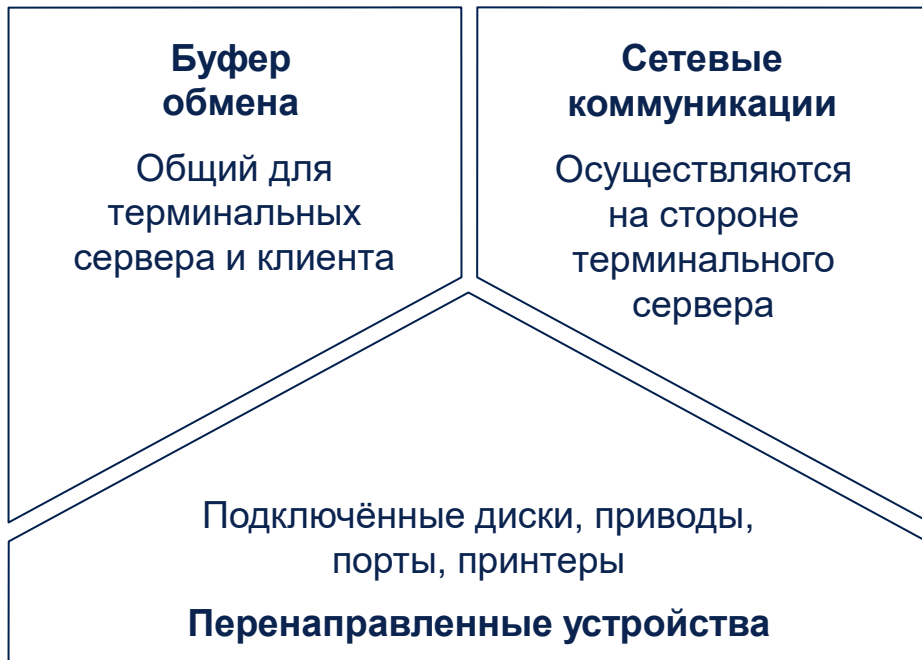 Буфер
обмена
Общий для
терминальных
сервера и клиента
Сетевые
коммуникации
Осуществляются
на стороне
терминального
сервера
Подключённые диски, приводы,
порты, принтеры
Перенаправленные устройства